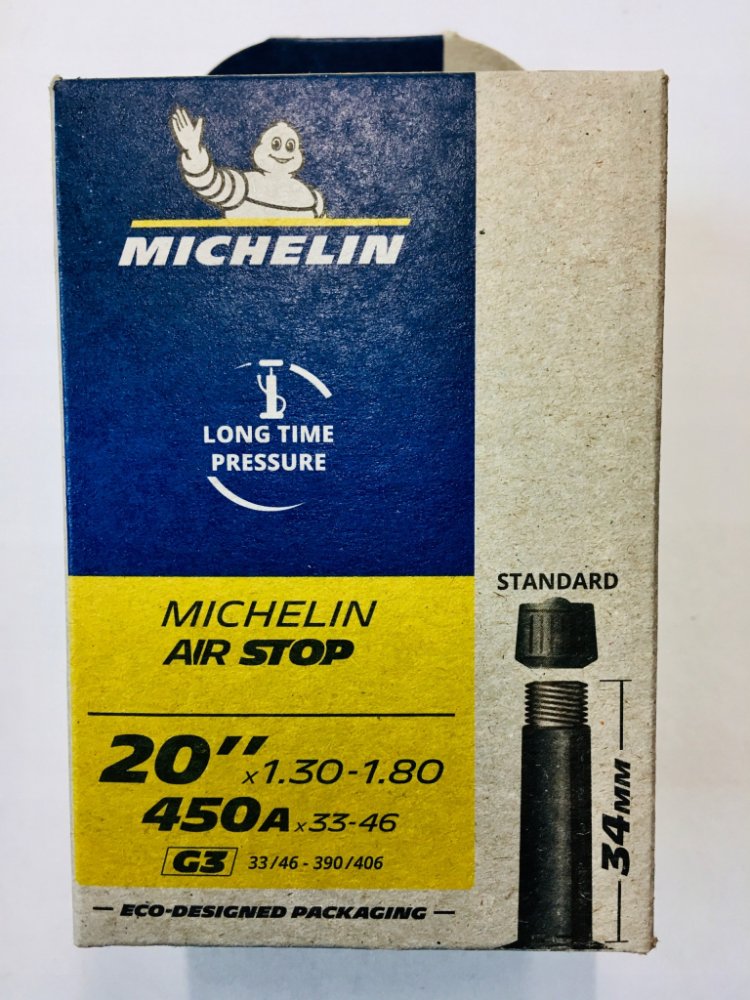 MICHELIN
LONG TIME
PRESSURE
MICHELIN
AIR STOP
20″ x1.30-1.80
450A x33-46
G3 33/46 - 390/406
ECO-DESIGNED PACKAGING
STANDARD
34MM